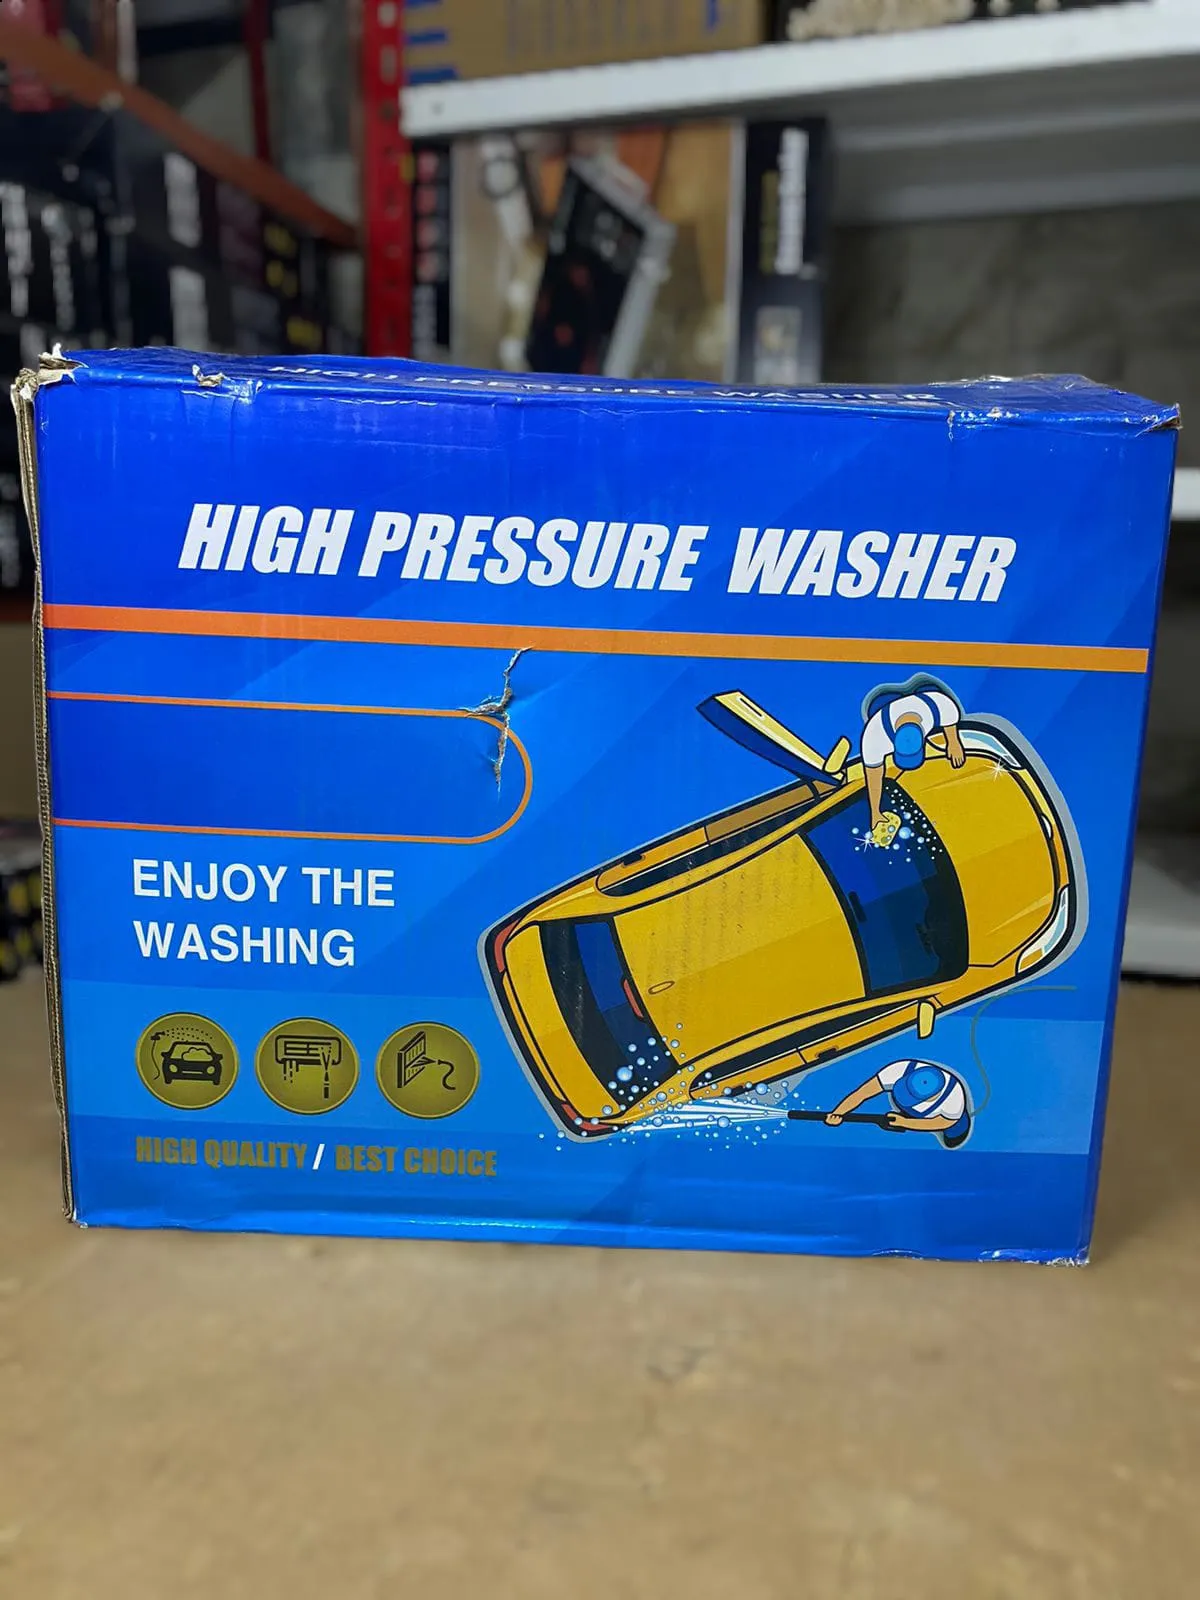 HIGH PRESSURE WASHER
HIGH PRESSURE WASHER
ENJOY THE
WASHING
HIGH QUALITY / BEST CHOICE